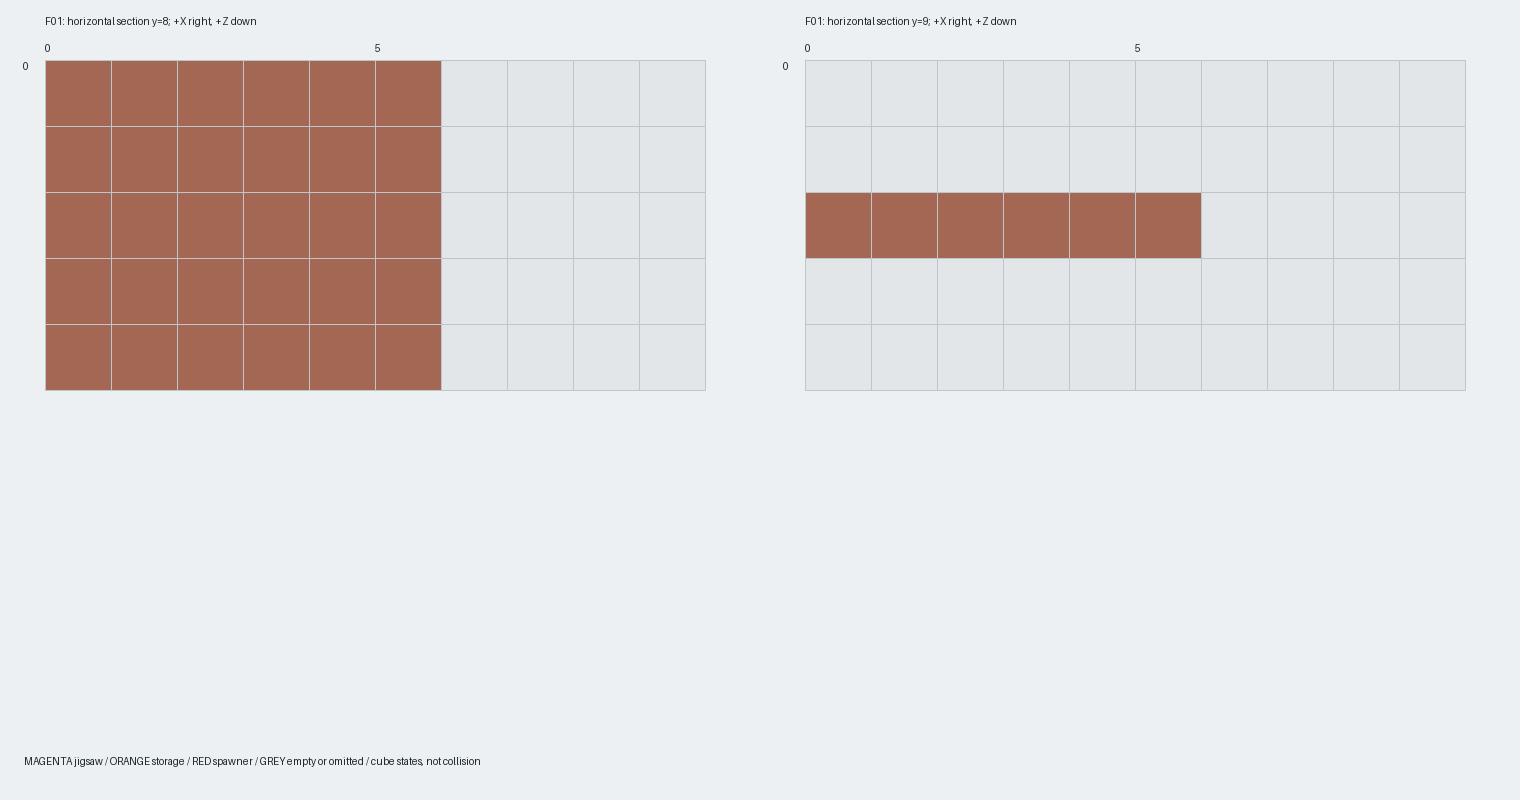 F01: horizontal section y=8; +X right, +Z down
0 5
0
F01: horizontal section y=9; +X right, +Z down
0 5
0
MAGENTA jigsaw / ORANGE storage / RED spawner / GREY empty or omitted / cube states, not collision